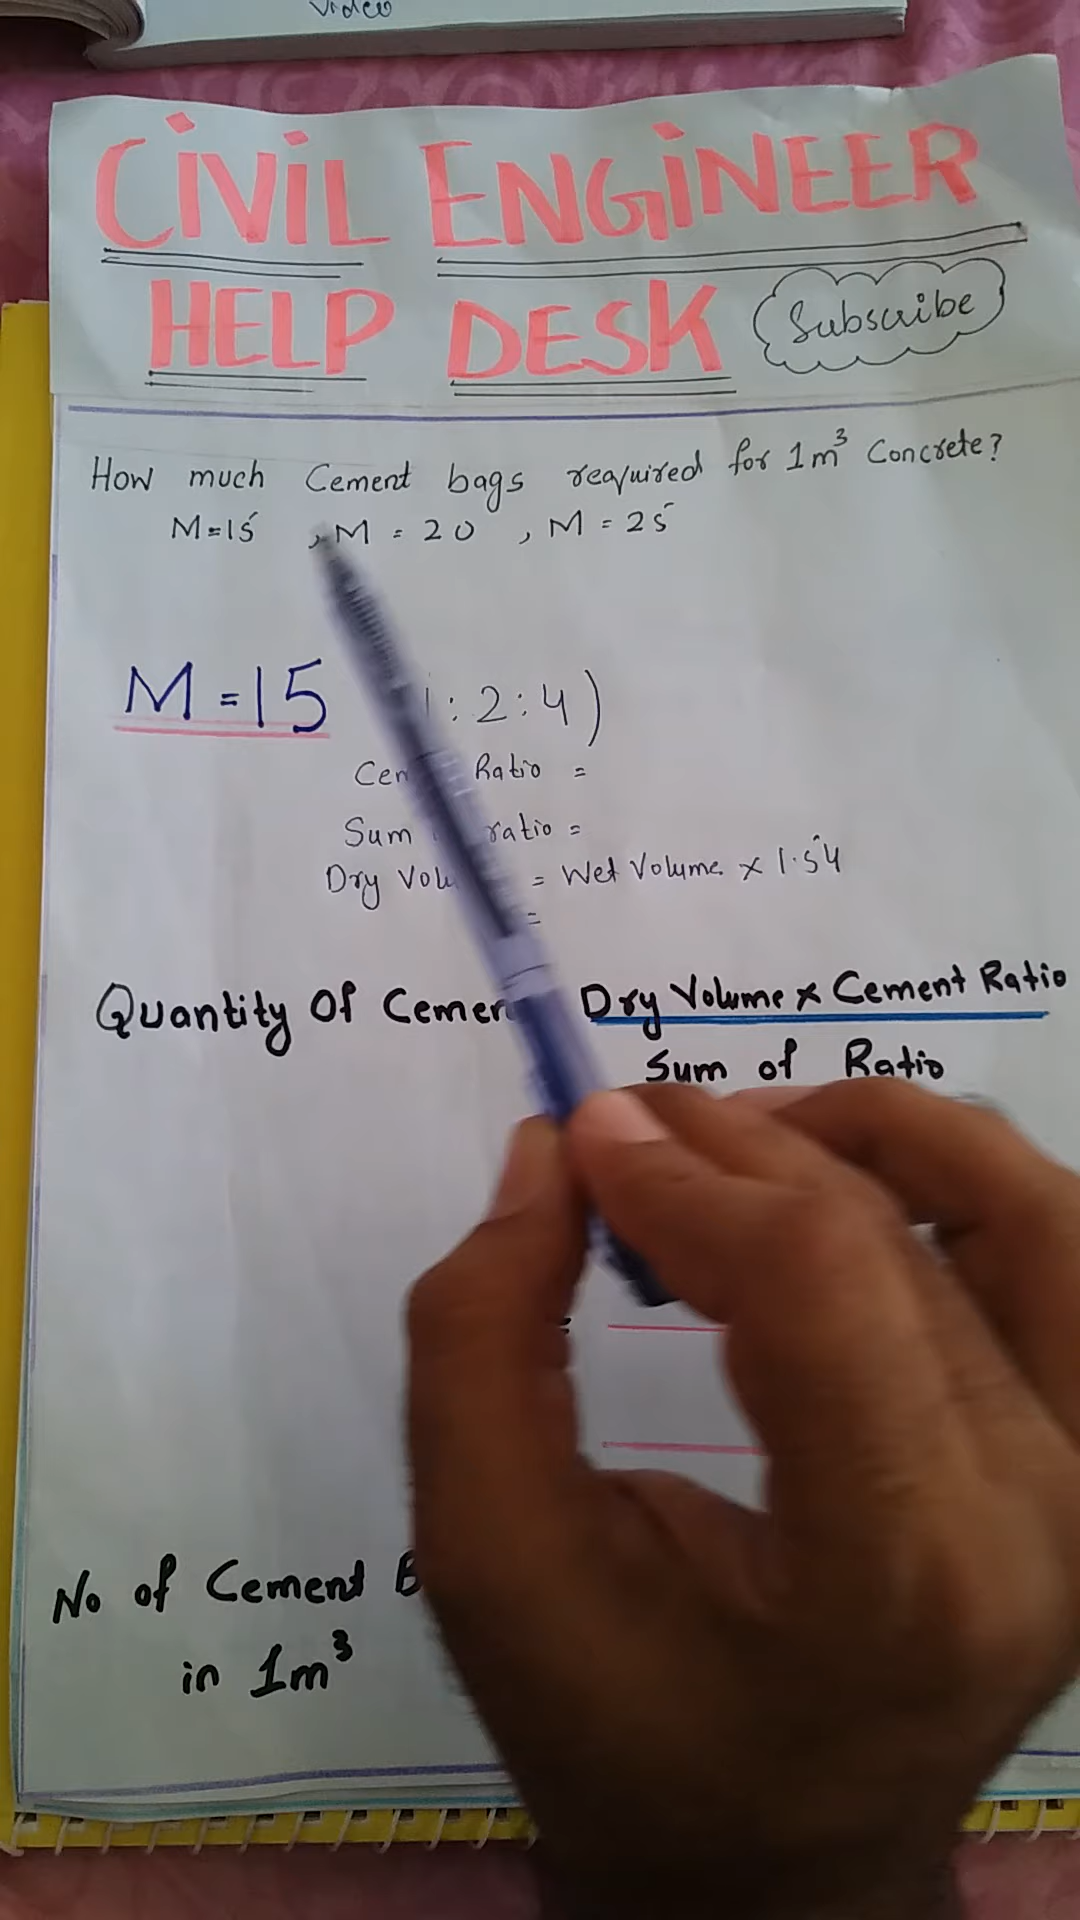 Video
CIVIL ENGINEER
HELP DESK
Subscribe
How much Cement bags required for 1m³ Concrete?
M=15 , M = 20 , M = 25
M=15 1 : 2 : 4 )
Ratio =
Sum ratio =
Dry = Wet Volume × 1.54
=
Quantity Of Dry Volume × Cement Ratio
Sum of Ratio
=
No of Cement
in 1m³